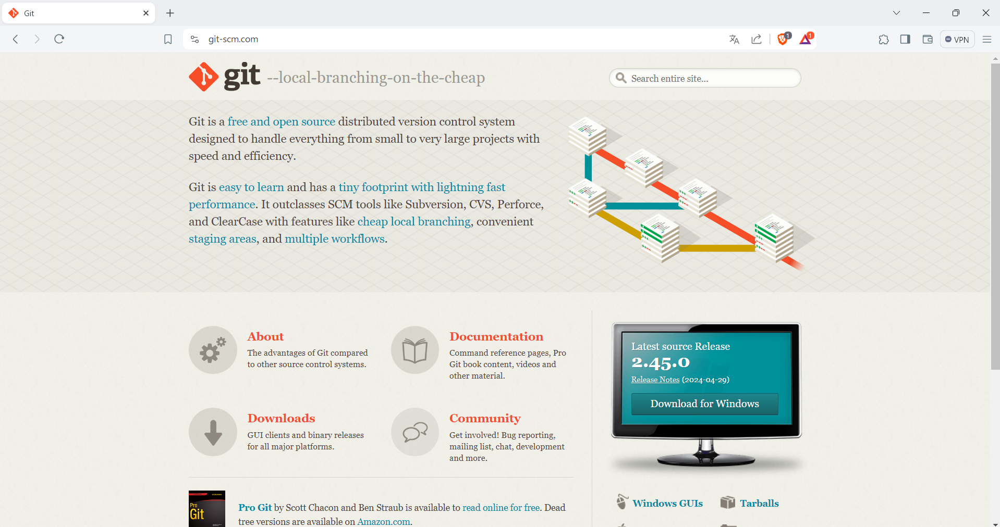 Git
git-scm.com
1
1
VPN
git --local-branching-on-the-cheap
Search entire site...
Git is a free and open source distributed version control system
designed to handle everything from small to very large projects with
speed and efficiency.
Git is easy to learn and has a tiny footprint with lightning fast
performance. It outclasses SCM tools like Subversion, CVS, Perforce,
and ClearCase with features like cheap local branching, convenient
staging areas, and multiple workflows.
About
The advantages of Git compared
to other source control systems.
Documentation
Command reference pages, Pro
Git book content, videos and
other material.
Downloads
GUI clients and binary releases
for all major platforms.
Community
Get involved! Bug reporting,
mailing list, chat, development
and more.
Pro
Git
Pro Git by Scott Chacon and Ben Straub is available to read online for free. Dead
tree versions are available on Amazon.com.
Latest source Release
2.45.0
Release Notes (2024-04-29)
Download for Windows
Windows GUIs
Tarballs